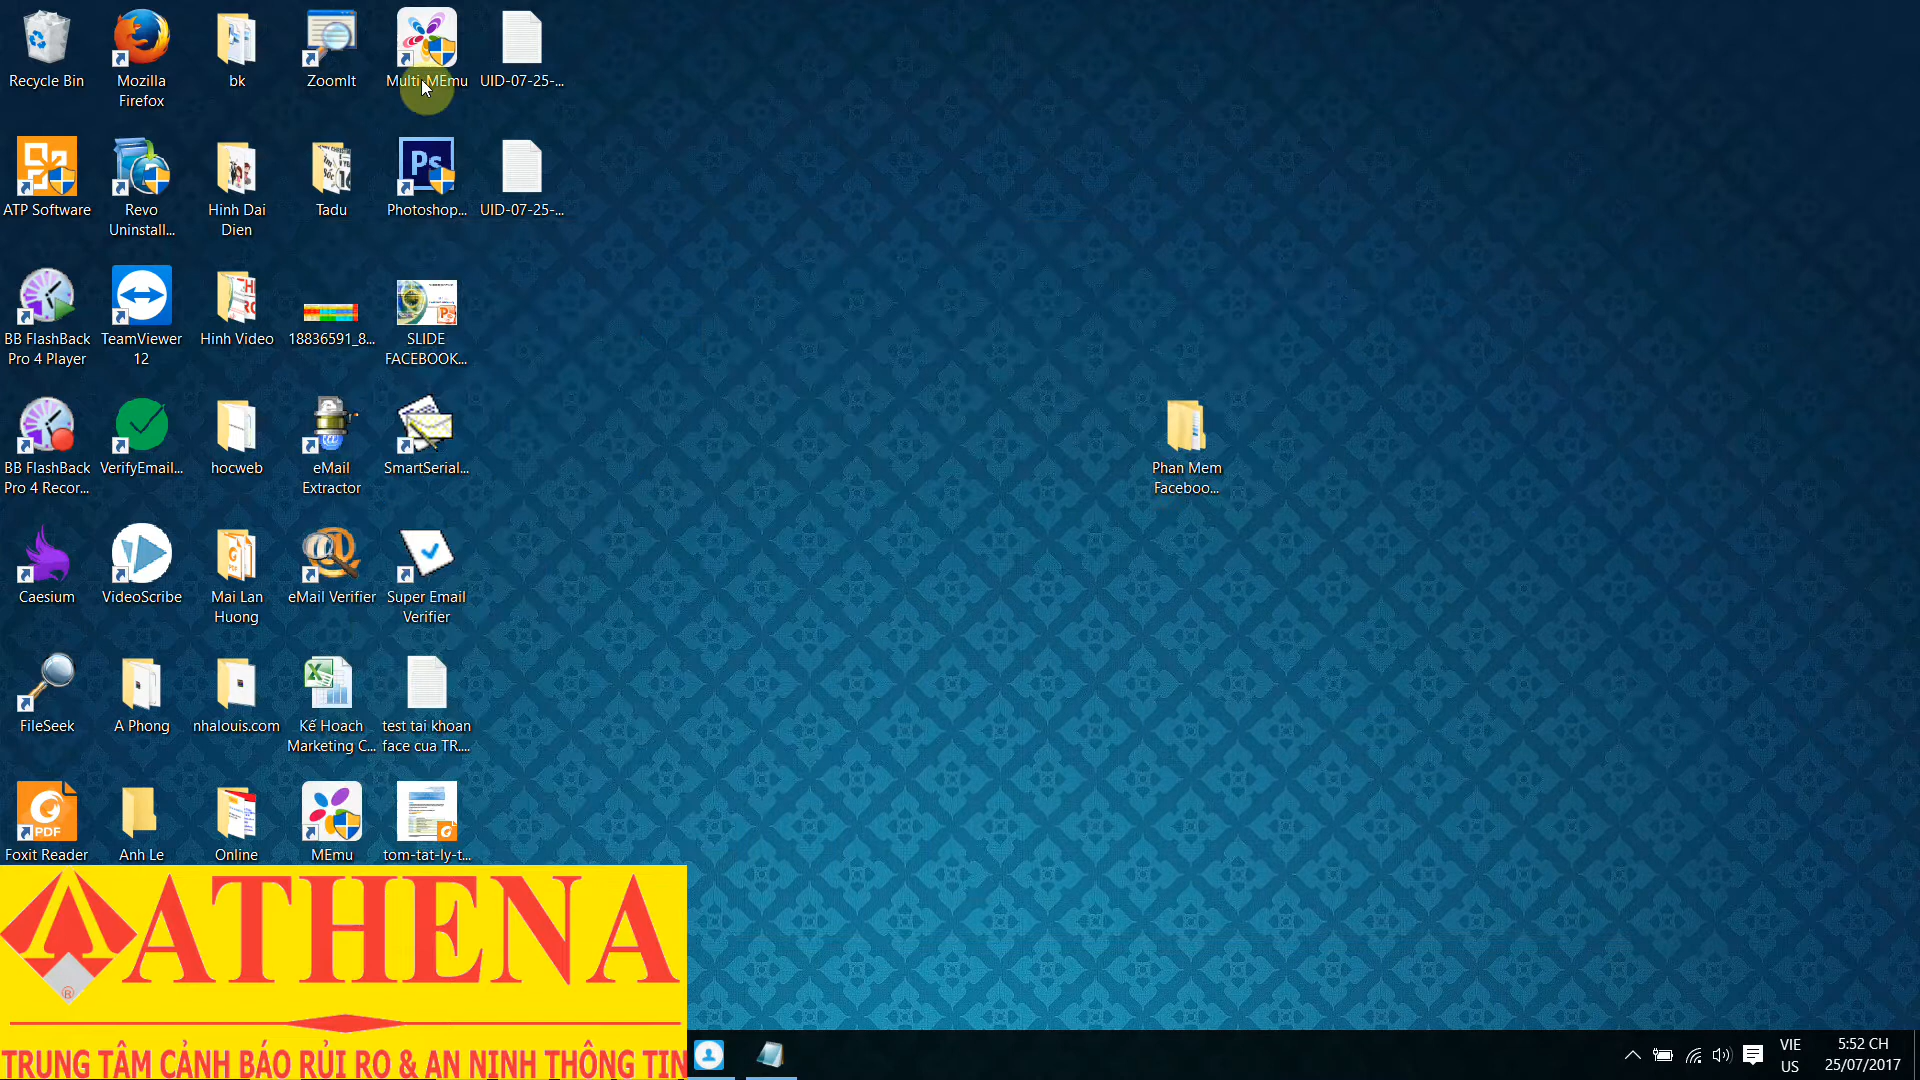 Recycle Bin
Mozilla
Firefox
bk
ZoomIt
Multi-MEmu
UID-07-25-...
ATP Software
Revo
Uninstall...
Hinh Dai
Dien
Tadu
Ps
Photoshop...
UID-07-25-...
BB FlashBack
Pro 4 Player
TeamViewer
12
Hinh Video
18836591_8...
SLIDE
FACEBOOK...
BB FlashBack
Pro 4 Recor...
VerifyEmail...
hocweb
eMail
Extractor
SmartSerial...
Phan Mem
Faceboo...
Caesium
VideoScribe
Mai Lan
Huong
eMail Verifier
Super Email
Verifier
FileSeek
A Phong
nhalouis.com
Kế Hoach
Marketing C...
test tai khoan
face cua TR....
PDF
Foxit Reader
Anh Le
Online
MEmu
tom-tat-ly-t...
ATHENA
®
TRUNG TÂM CẢNH BÁO RỦI RO & AN NINH THÔNG TIN
VIE
US
5:52 CH
25/07/2017